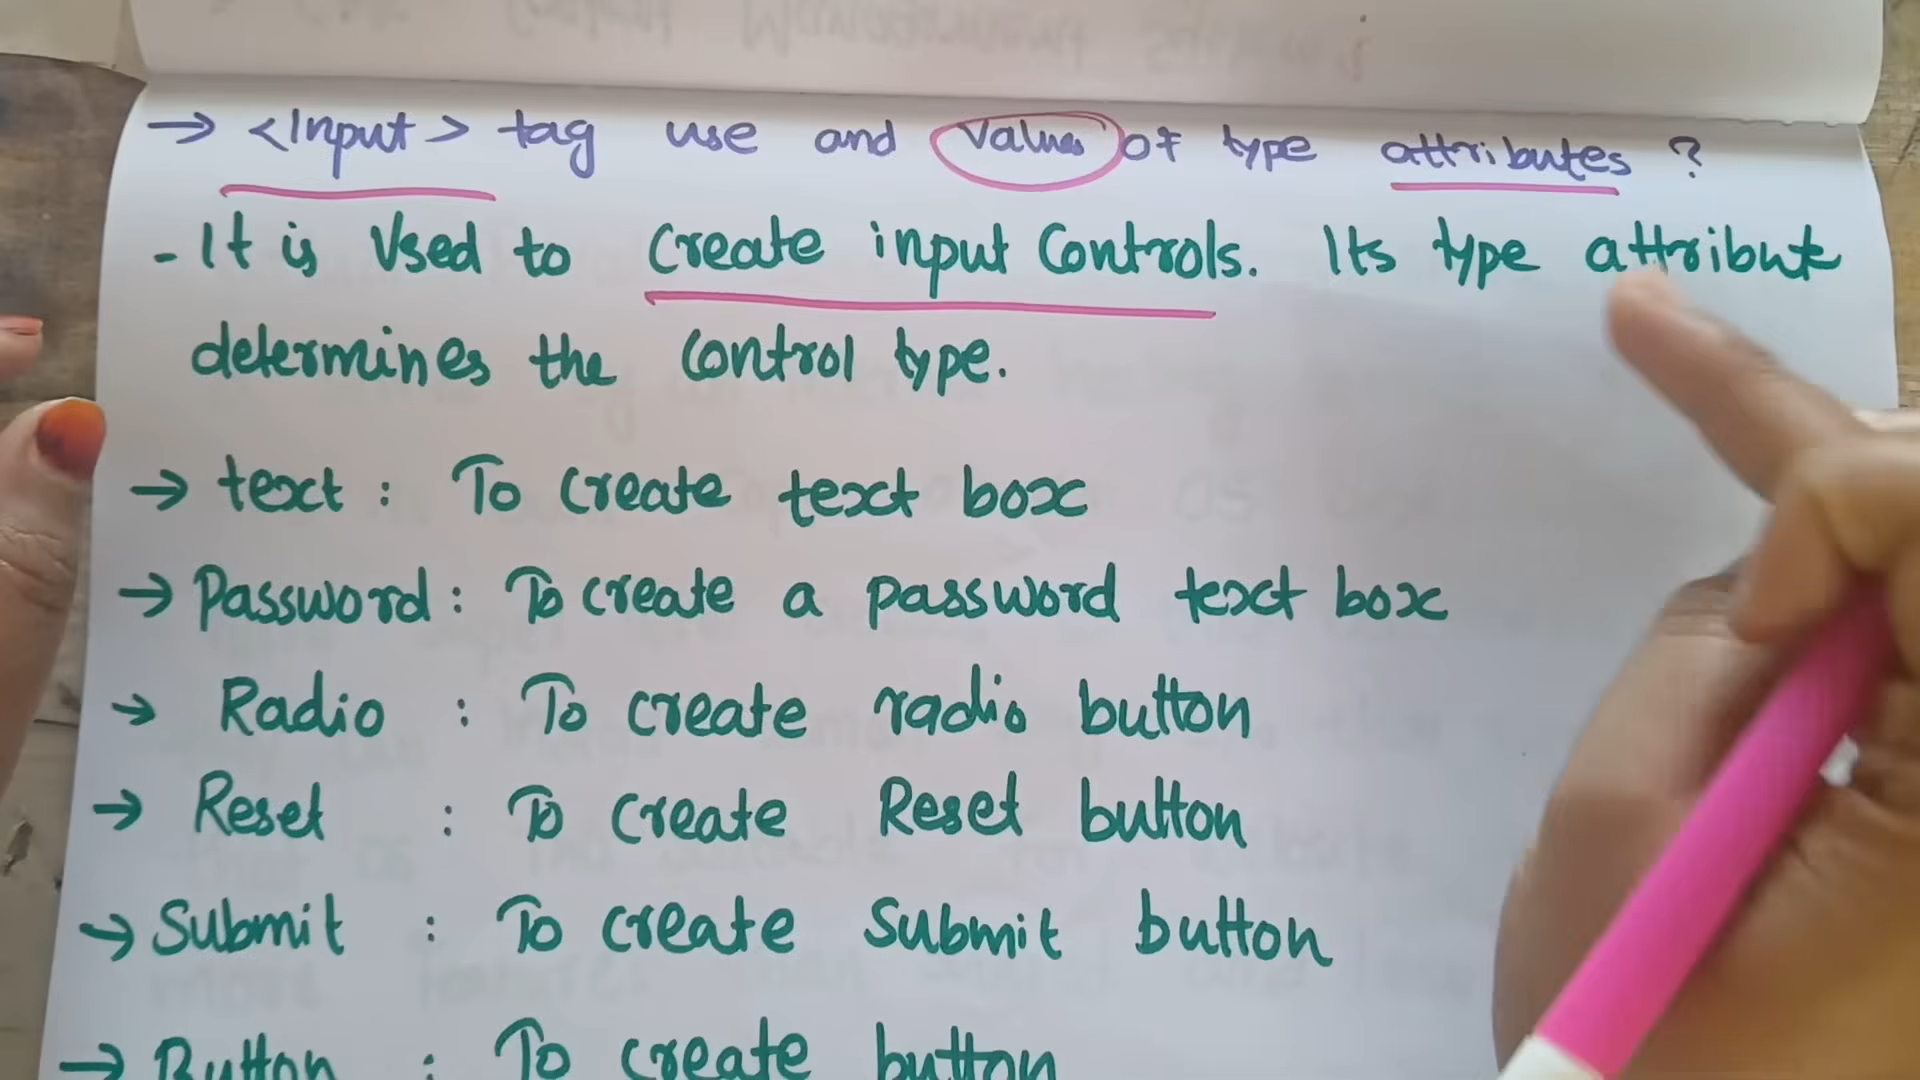 → <Input> tag use and values of type attributes ?
- It is Used to Create input Controls. Its type attribute
determines the control type.
→ text : To Create text box
→ Password : To create a password text box
→ Radio : To create radio button
→ Reset : To create Reset button
→ Submit : To create Submit button
→ Button : To create button